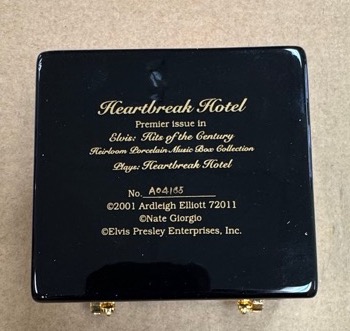 Heartbreak Hotel
Premier issue in
Elvis: Hits of the Century
Heirloom Porcelain Music Box Collection
Plays: Heartbreak Hotel
No. A04165
©2001 Ardleigh Elliott 72011
©Nate Giorgio
©Elvis Presley Enterprises, Inc.